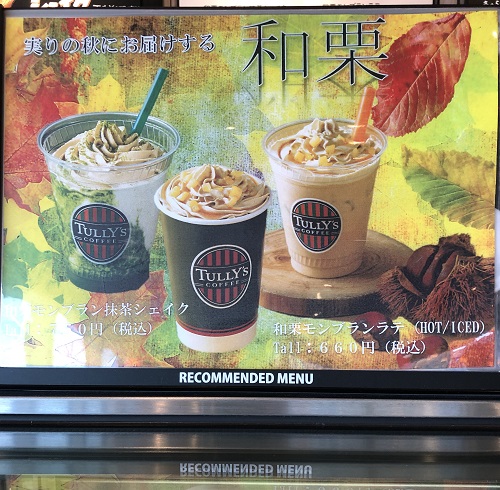 実りの秋にお届けする
和栗
TULLY'S
COFFEE
TULLY'S
COFFEE
TULLY'S
COFFEE
モンブラン抹茶シェイク
0円（税込）
和栗モンブランラテ（HOT/ICED）
Tall：660円（税込）
RECOMMENDED MENU